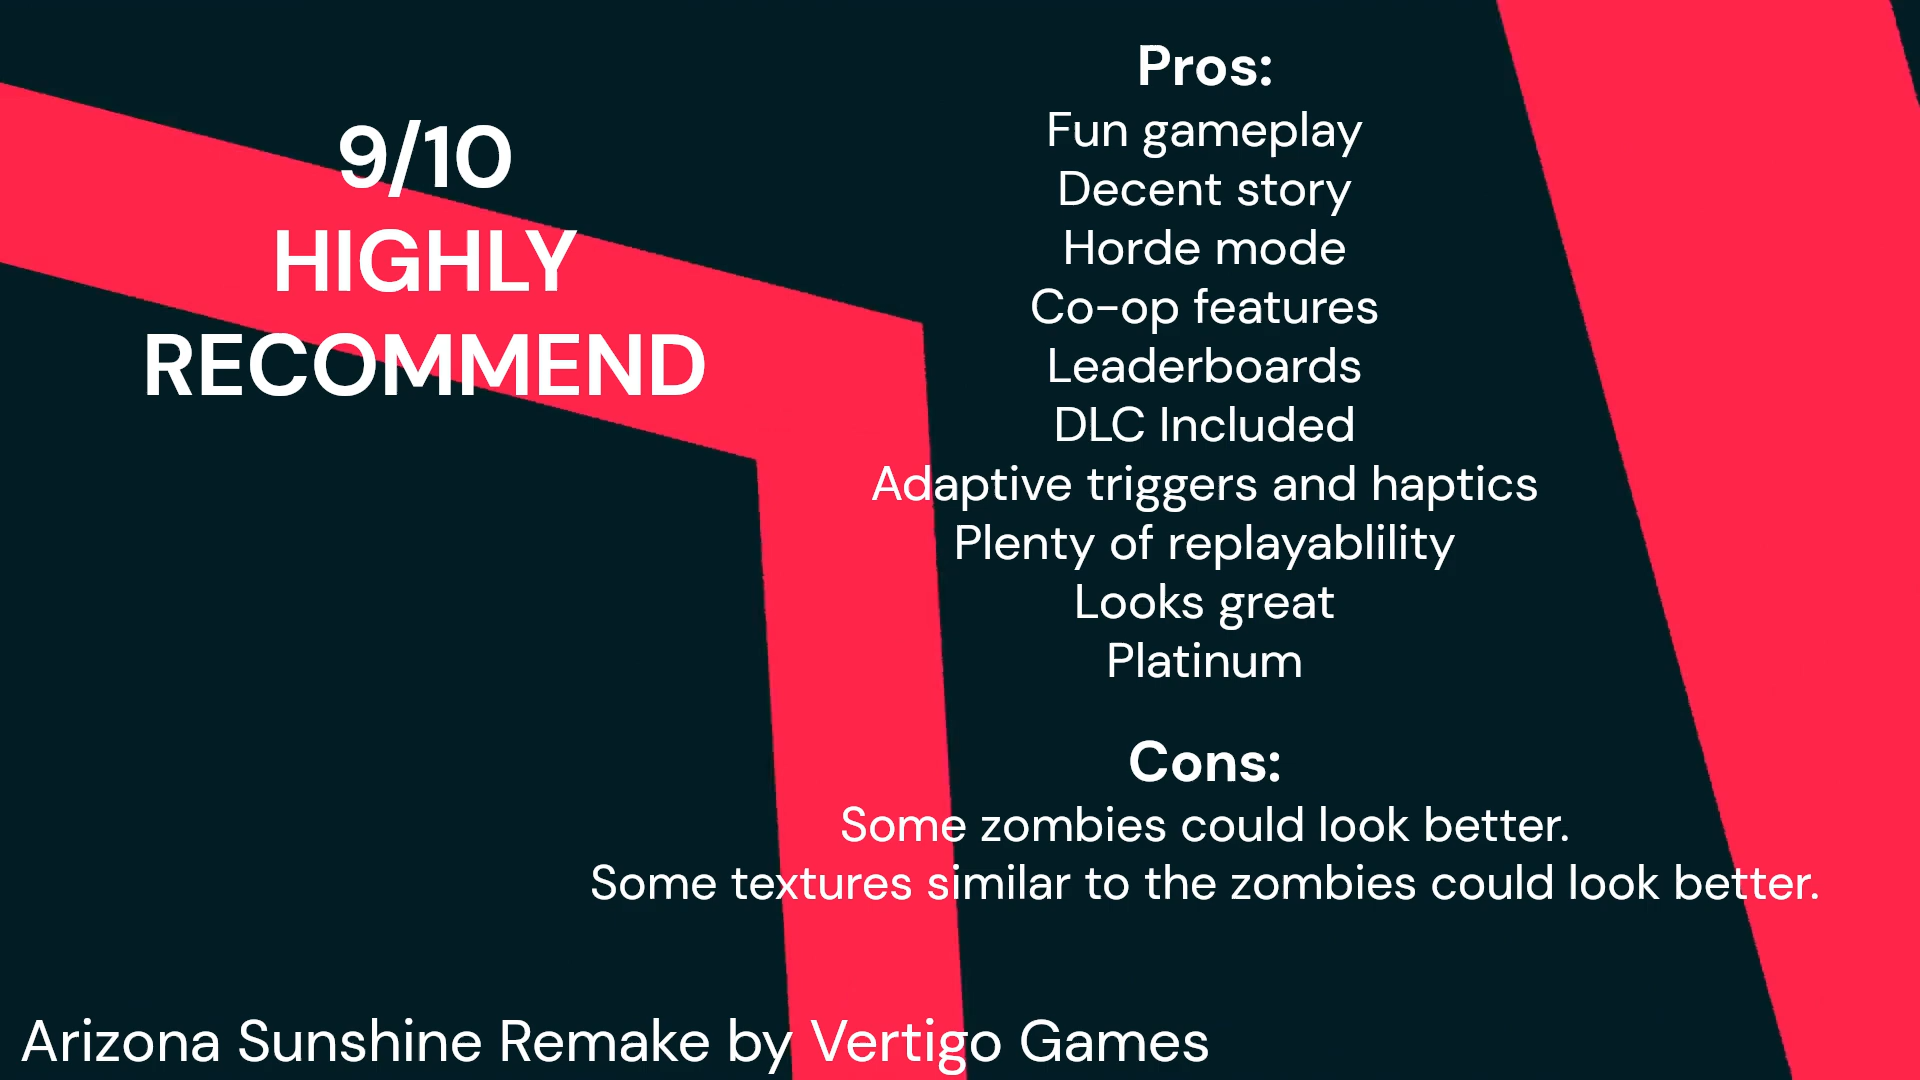 9/10
HIGHLY
RECOMMEND
Pros:
Fun gameplay
Decent story
Horde mode
Co-op features
Leaderboards
DLC Included
Adaptive triggers and haptics
Plenty of replayablility
Looks great
Platinum
Cons:
Some zombies could look better.
Some textures similar to the zombies could look better.
Arizona Sunshine Remake by Vertigo Games